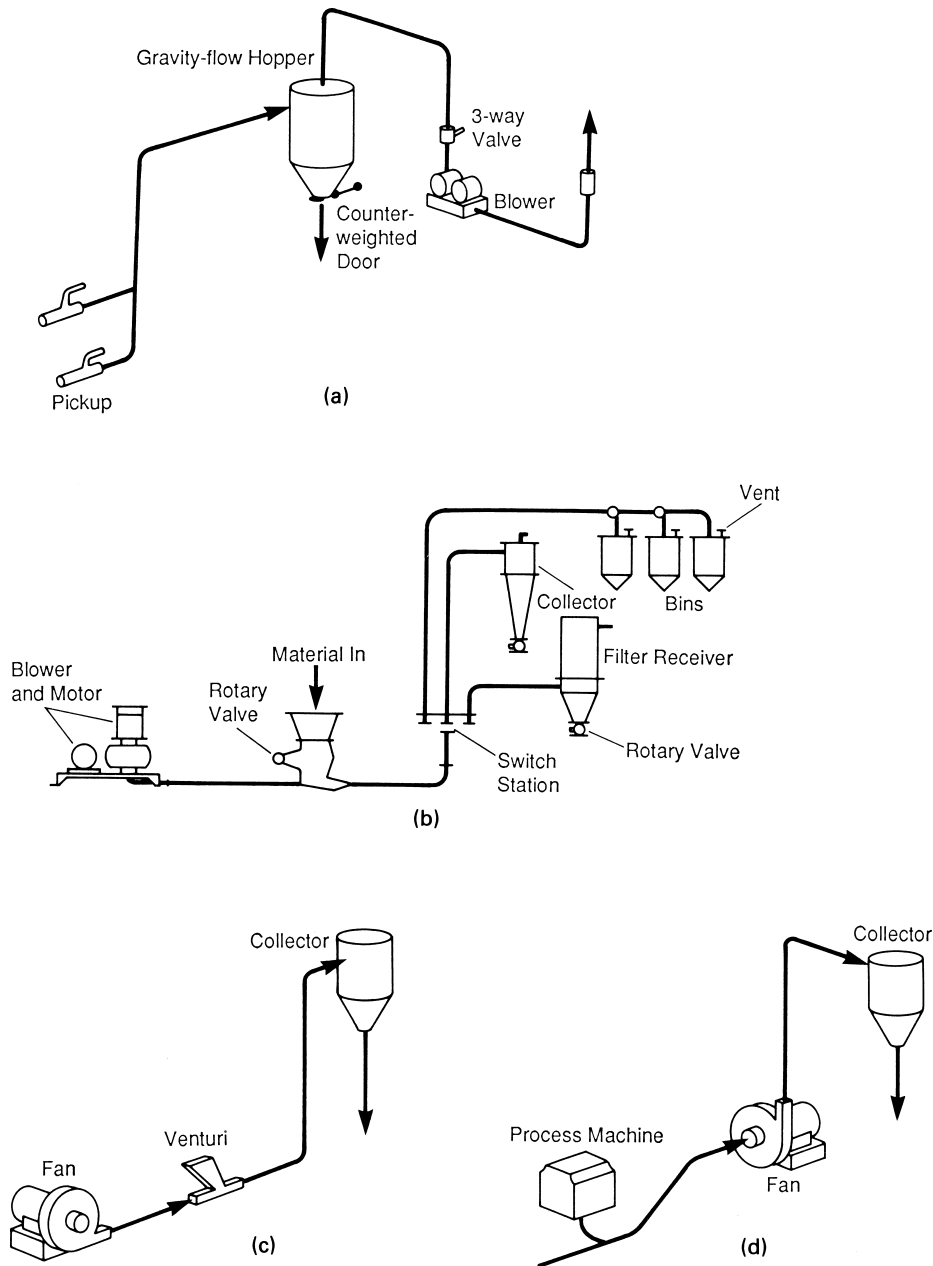 Gravity-flow Hopper
3-way
Valve
Blower
Counter-
weighted
Door
Pickup
(a)
Vent
Collector
Bins
Material In
Filter Receiver
Blower
and Motor
Rotary
Valve
Rotary Valve
Switch
Station
(b)
Collector
Venturi
Fan
(c)
Collector
Process Machine
Fan
(d)